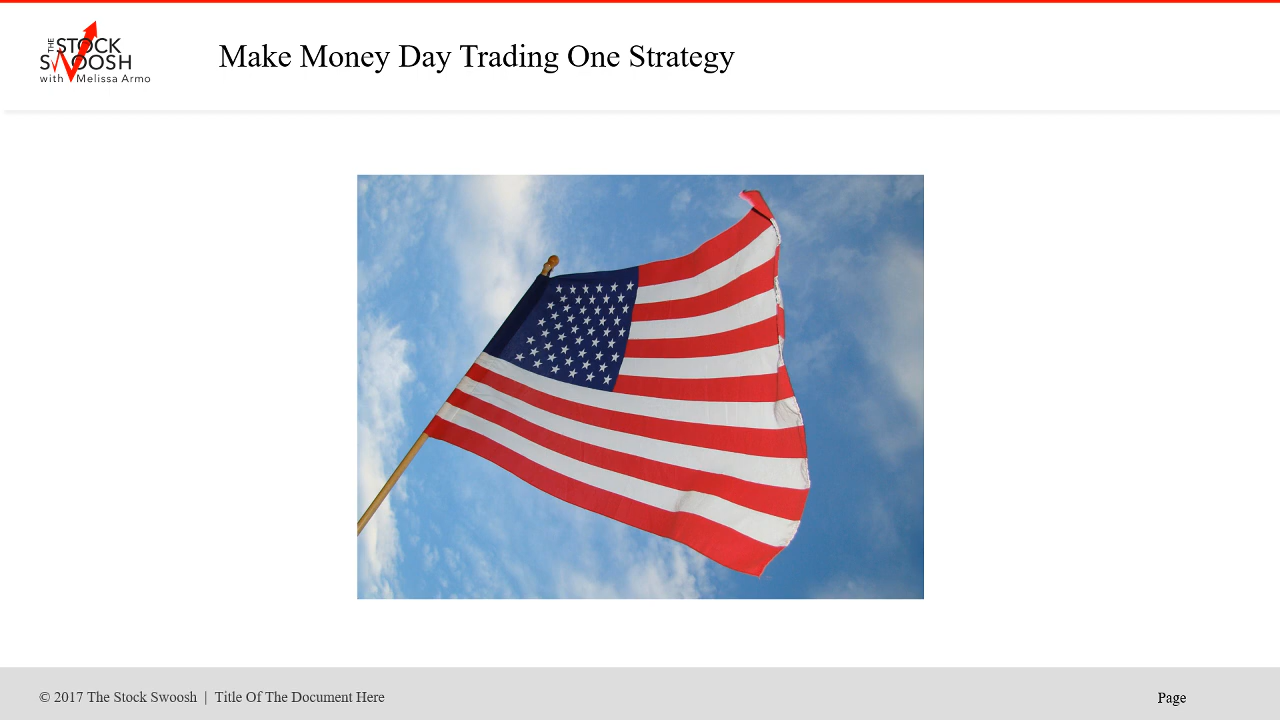 THE STOCK
SWOOSH
with Melissa Armo
Make Money Day Trading One Strategy
© 2017 The Stock Swoosh | Title Of The Document Here
Page